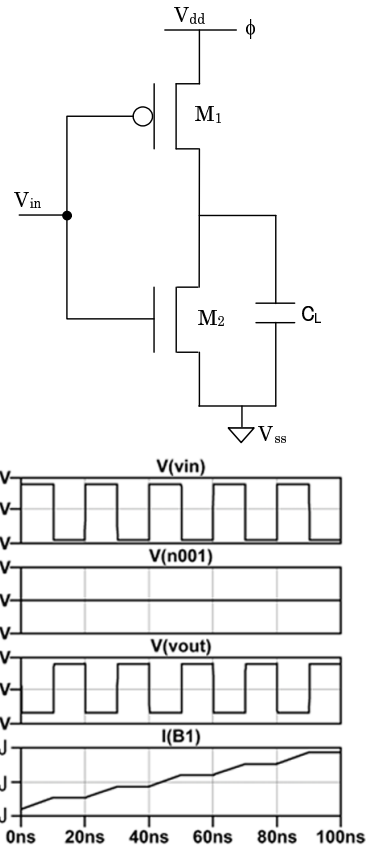 Vdd
ϕ
M1
Vin
M2
CL
Vss
V(vin)
V
V
V
V(n001)
V
V
V
V(vout)
V
V
V
I(B1)
0ns 20ns 40ns 60ns 80ns 100ns